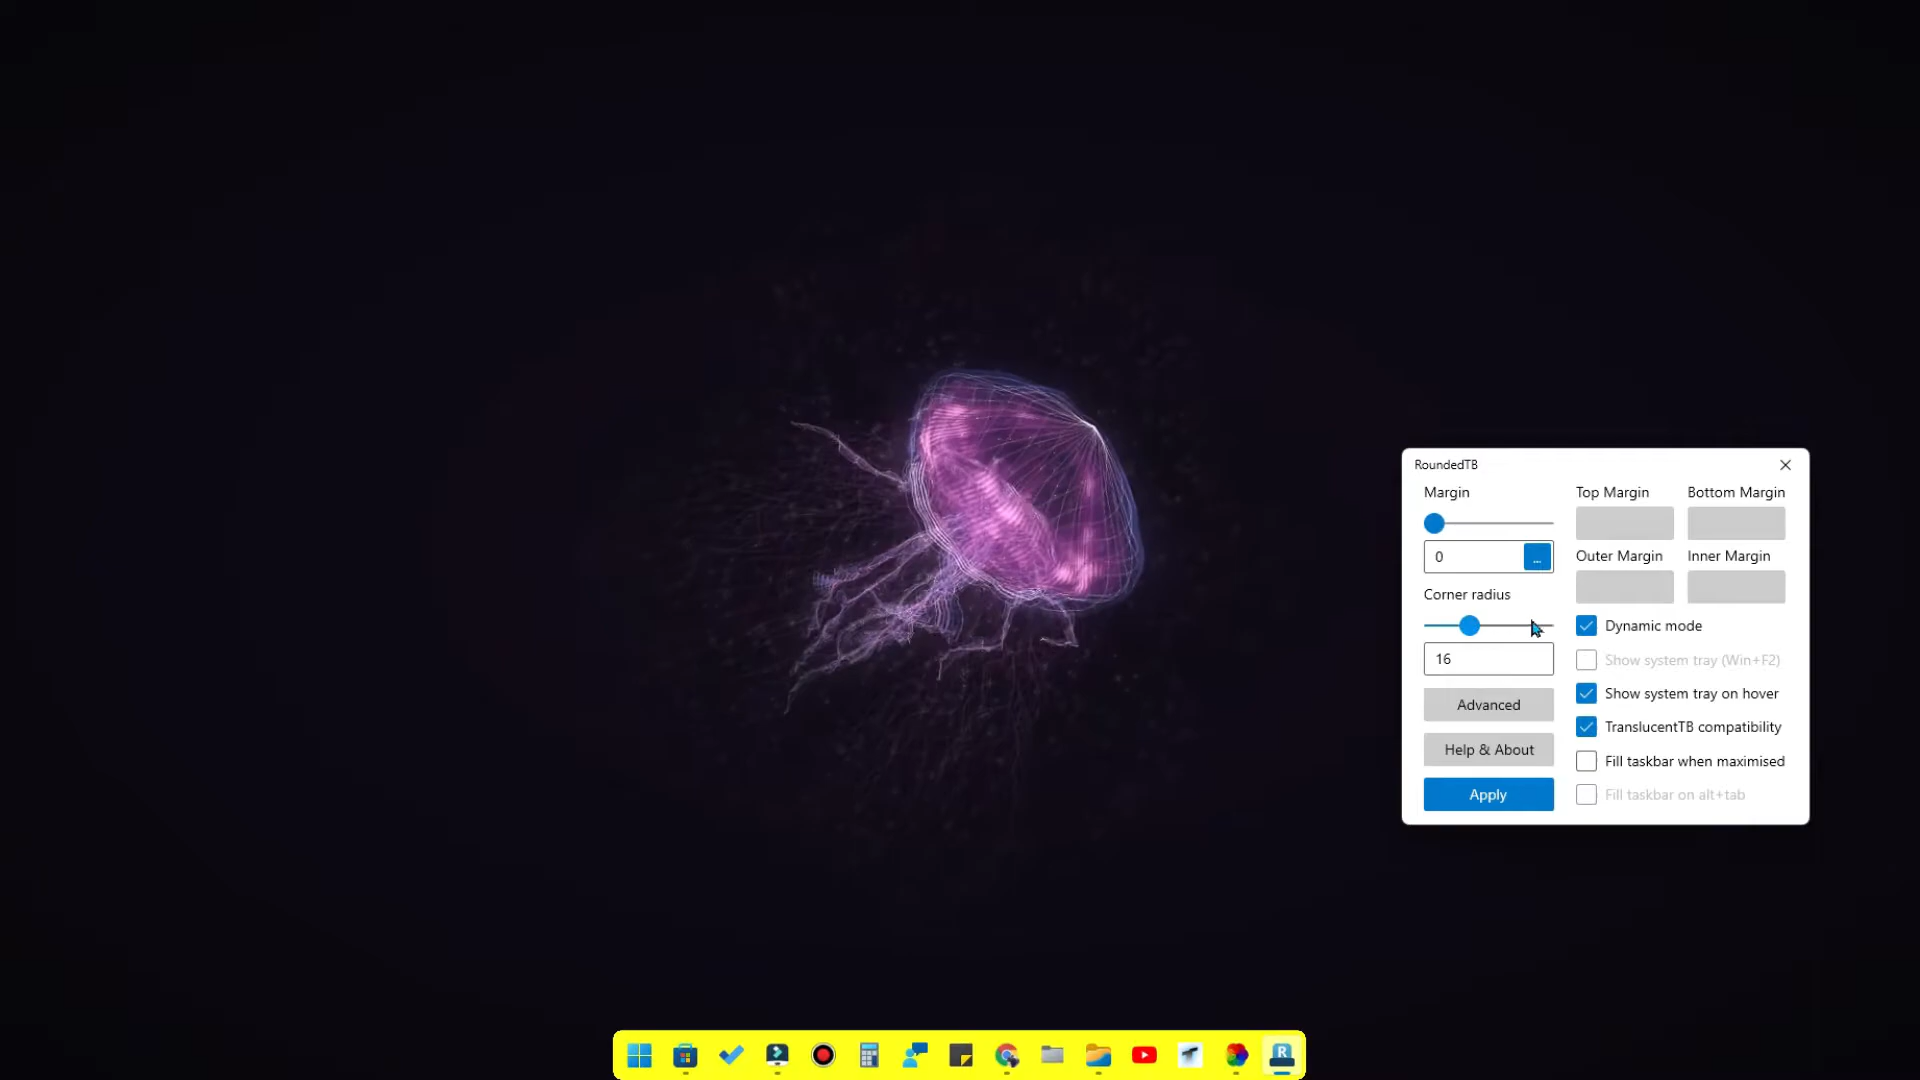 RoundedTB
Margin
Top Margin
Bottom Margin
0
...
Outer Margin
Inner Margin
Corner radius
Dynamic mode
16
Show system tray (Win+F2)
Show system tray on hover
Advanced
TranslucentTB compatibility
Help & About
Fill taskbar when maximised
Apply
Fill taskbar on alt+tab
R